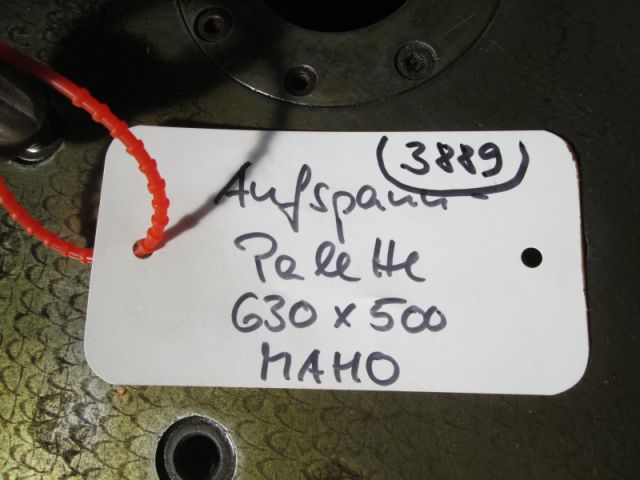 3889
Aufspann-
Palette
630 x 500
MAHO